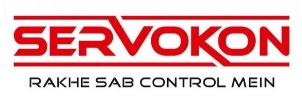 SERVOKON
RAKHE SAB CONTROL MEIN